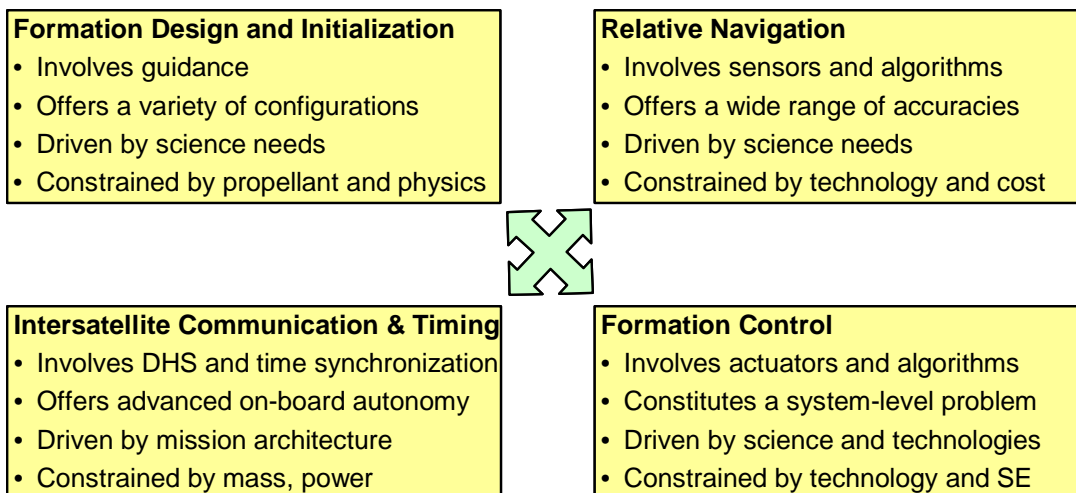 Formation Design and Initialization
• Involves guidance
• Offers a variety of configurations
• Driven by science needs
• Constrained by propellant and physics
Relative Navigation
• Involves sensors and algorithms
• Offers a wide range of accuracies
• Driven by science needs
• Constrained by technology and cost
Intersatellite Communication & Timing
• Involves DHS and time synchronization
• Offers advanced on-board autonomy
• Driven by mission architecture
• Constrained by mass, power
Formation Control
• Involves actuators and algorithms
• Constitutes a system-level problem
• Driven by science and technologies
• Constrained by technology and SE